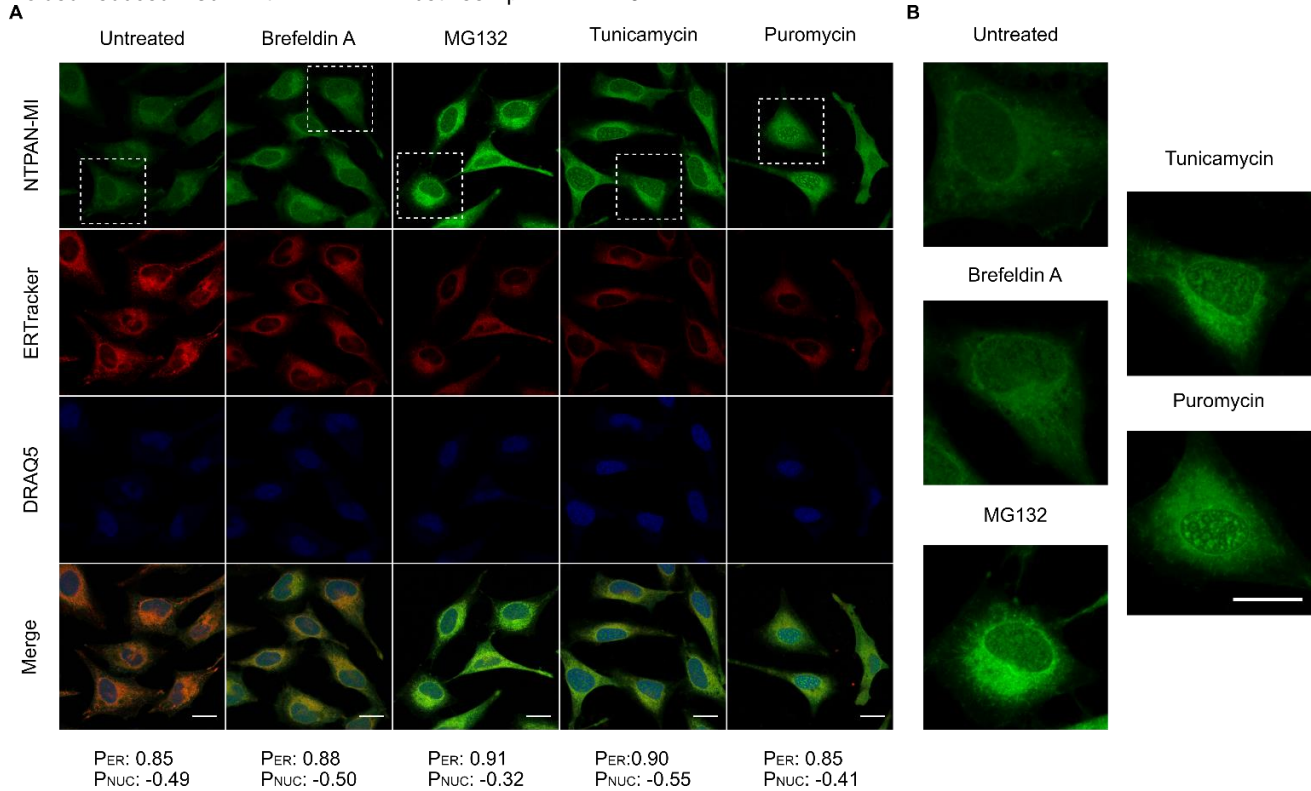 A
B
Untreated
Brefeldin A
MG132
Tunicamycin
Puromycin
Untreated
NTPAN-MI
Tunicamycin
ERTracker
Brefeldin A
Puromycin
DRAQ5
MG132
Merge
PER: 0.85
PNUC: -0.49
PER: 0.88
PNUC: -0.50
PER: 0.91
PNUC: -0.32
PER:0.90
PNUC: -0.55
PER: 0.85
PNUC: -0.41